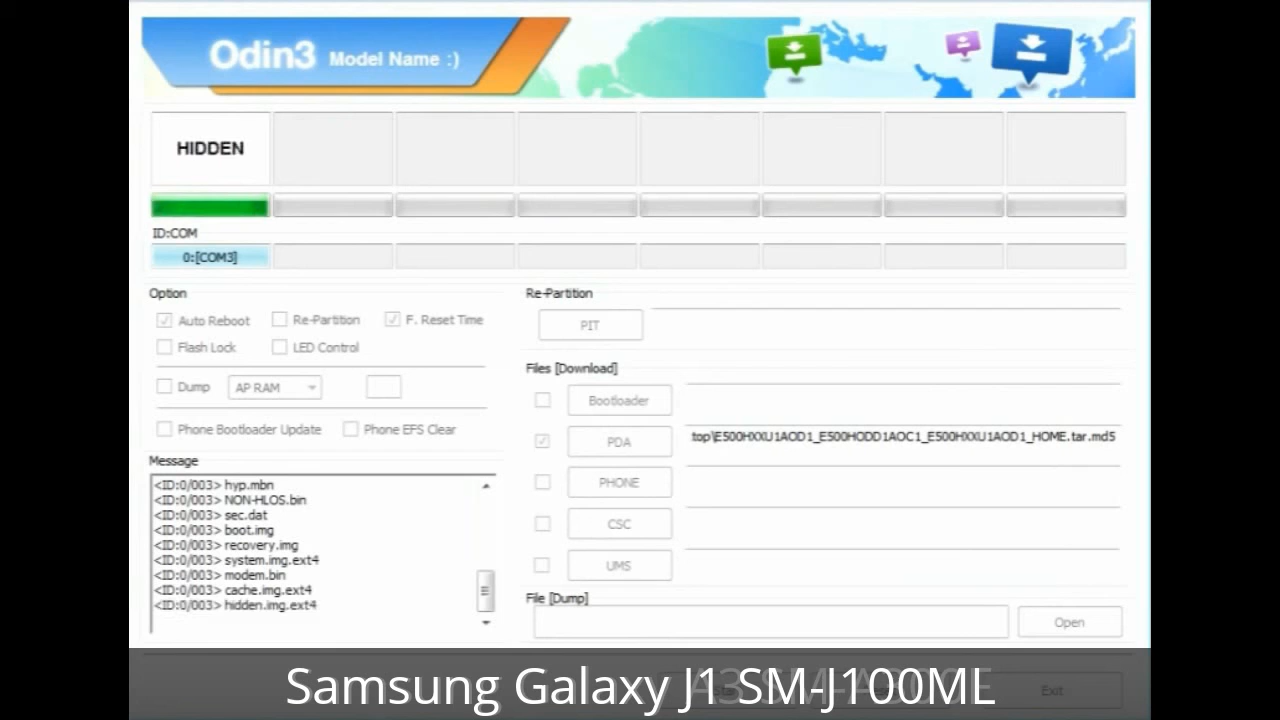 Odin3 Model Name :)
HIDDEN
ID:COM
0:[COM3]
Option
Auto Reboot Re-Partition F. Reset Time
Flash Lock LED Control
Dump AP RAM
Phone Bootloader Update Phone EFS Clear
Message
<ID:0/003> hyp.mbn
<ID:0/003> NON-HLOS.bin
<ID:0/003> sec.dat
<ID:0/003> boot.img
<ID:0/003> recovery.img
<ID:0/003> system.img.ext4
<ID:0/003> modem.bin
<ID:0/003> cache.img.ext4
<ID:0/003> hidden.img.ext4
Re-Partition
PIT
Files [Download]
Bootloader
PDA top\E500HXXU1AOD1_E500HODD1AOC1_E500HXXU1AOD1_HOME.tar.md5
PHONE
CSC
UMS
File [Dump]
Open
Exit
Samsung Galaxy J1 SM-J100ML